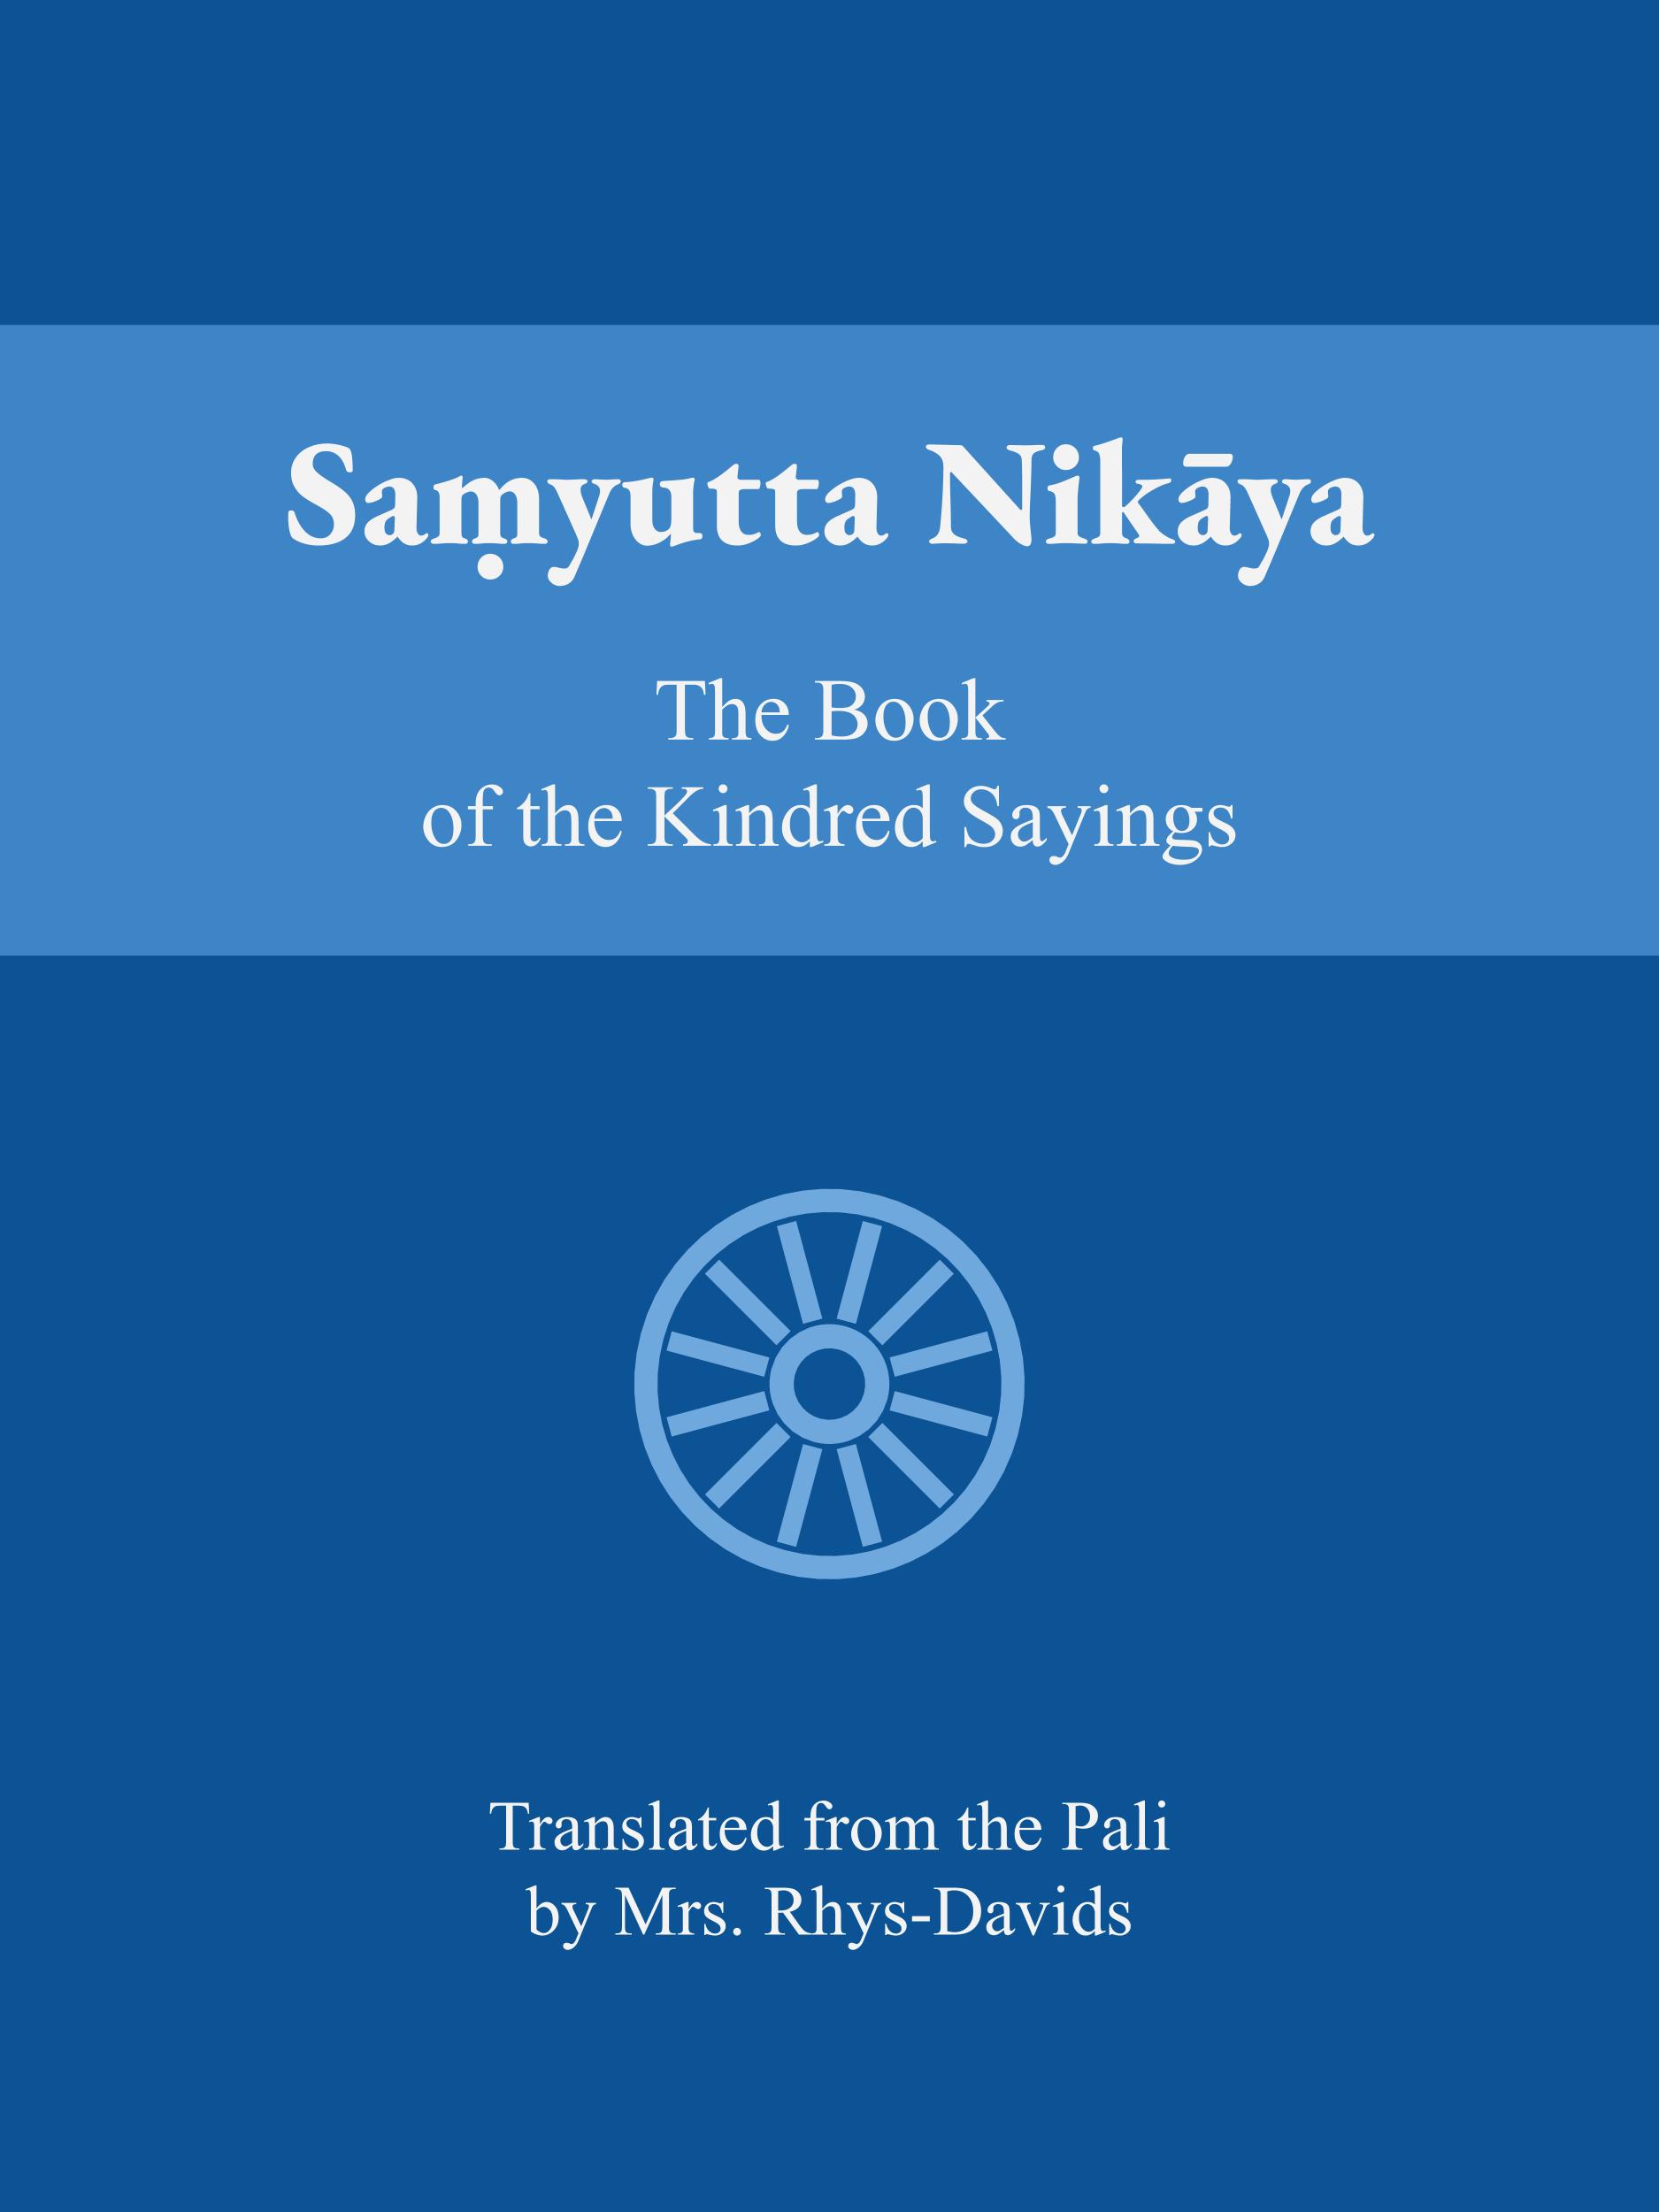 Saṃyutta Nikāya
The Book
of the Kindred Sayings
Translated from the Pali
by Mrs. Rhys-Davids